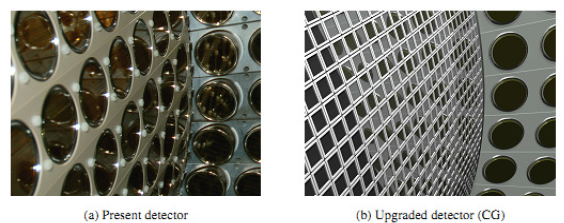 (a) Present detector
(b) Upgraded detector (CG)